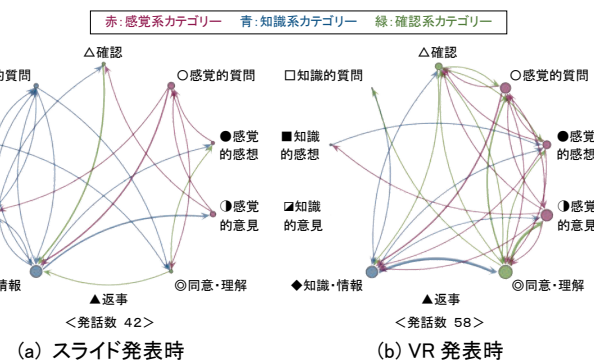 赤:感覚系カテゴリー 青:知識系カテゴリー 緑:確認系カテゴリー
△確認
的質問
○感覚的質問
●感覚
的感想
◑感覚
的意見
情報
◎同意・理解
▲返事
＜発話数 42＞
(a) スライド発表時
△確認
□知識的質問
○感覚的質問
■知識
的感想
●感覚
的感想
◪知識
的意見
◑感覚
的意見
◆知識・情報
◎同意・理解
▲返事
＜発話数 58＞
(b) VR 発表時